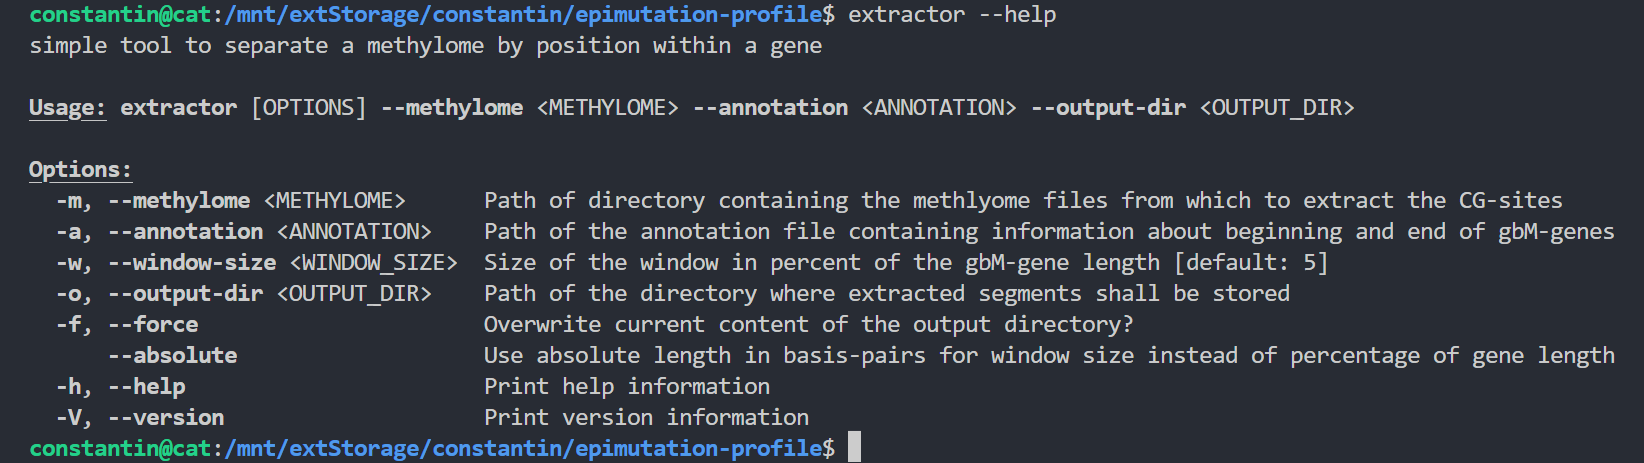 constantin@cat:/mnt/extStorage/constantin/epimutation-profile$ extractor --help
simple tool to separate a methylome by position within a gene
Usage: extractor [OPTIONS] --methylome <METHYLOME> --annotation <ANNOTATION> --output-dir <OUTPUT_DIR>
Options:
-m, --methylome <METHYLOME> Path of directory containing the methlyome files from which to extract the CG-sites
-a, --annotation <ANNOTATION> Path of the annotation file containing information about beginning and end of gbM-genes
-w, --window-size <WINDOW_SIZE> Size of the window in percent of the gbM-gene length [default: 5]
-o, --output-dir <OUTPUT_DIR> Path of the directory where extracted segments shall be stored
-f, --force Overwrite current content of the output directory?
--absolute Use absolute length in basis-pairs for window size instead of percentage of gene length
-h, --help Print help information
-V, --version Print version information
constantin@cat:/mnt/extStorage/constantin/epimutation-profile$